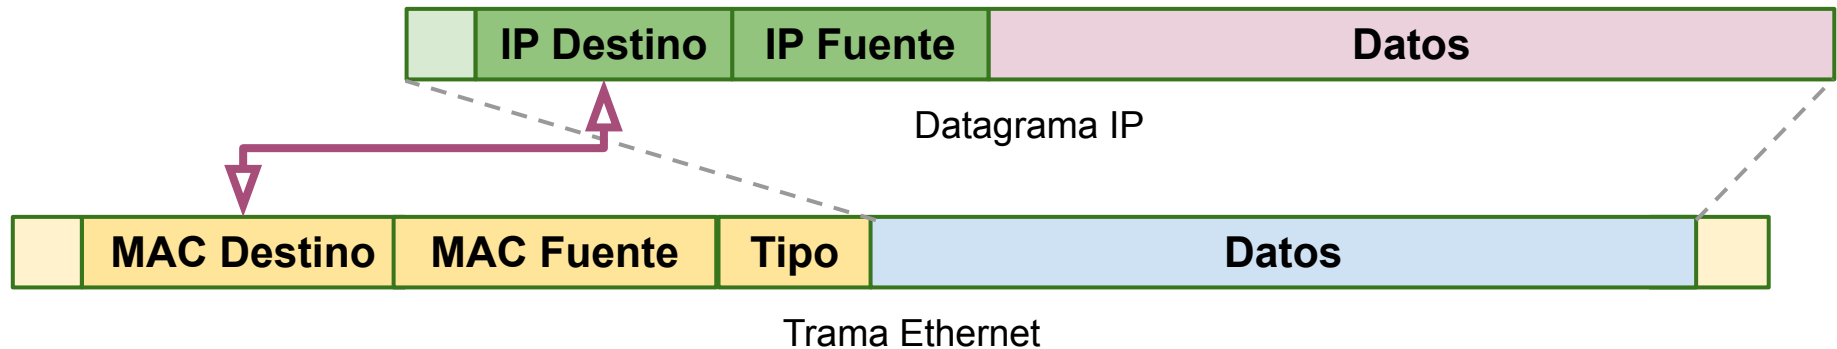 IP Destino IP Fuente Datos
Datagrama IP
MAC Destino MAC Fuente Tipo Datos
Trama Ethernet